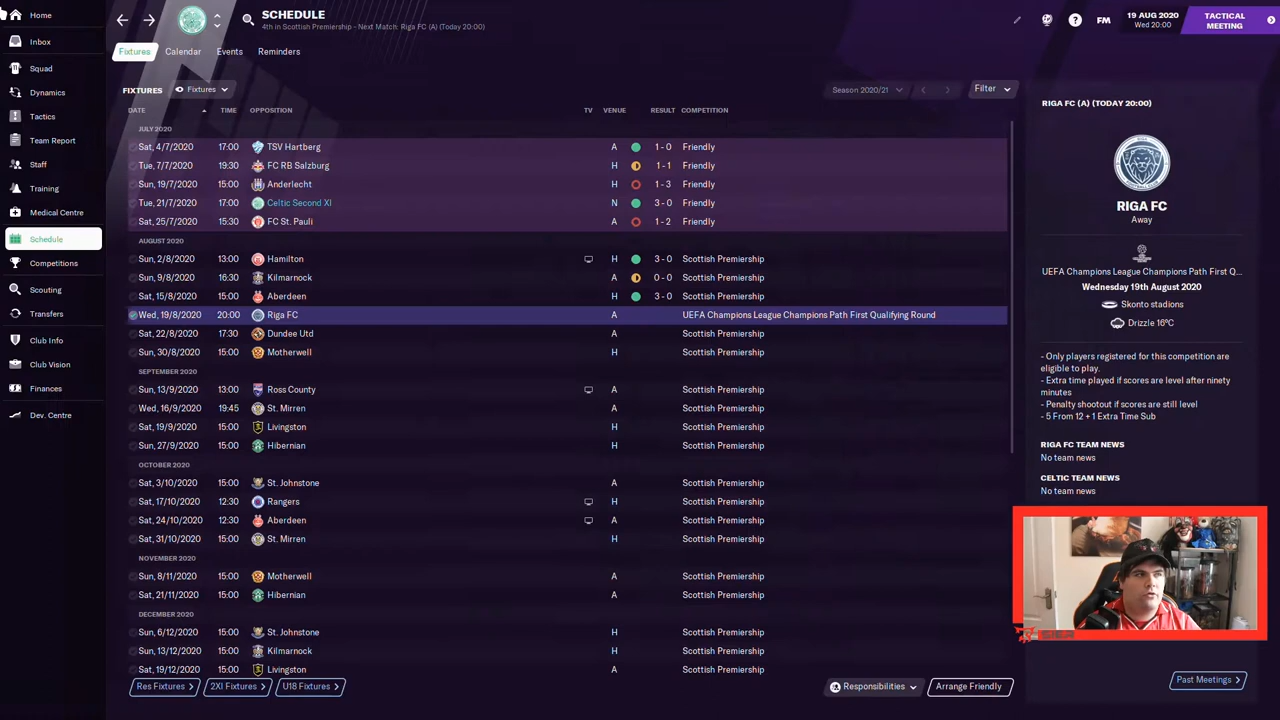 Home
Inbox
Squad
Dynamics
Tactics
Team Report
Staff
Training
Medical Centre
Schedule
Competitions
Scouting
Transfers
Club Info
Club Vision
Finances
Dev. Centre
SCHEDULE
4th in Scottish Premiership - Next Match: Riga FC (A) (Today 20:00)
FM
19 AUG 2020
Wed 20:00
TACTICAL MEETING
Fixtures Calendar Events Reminders
FIXTURES Fixtures Season 2020/21 Filter
DATE TIME OPPOSITION TV VENUE RESULT COMPETITION
JULY 2020
Sat, 4/7/2020 17:00 TSV Hartberg A 1 - 0 Friendly
Tue, 7/7/2020 19:30 FC RB Salzburg H 1 - 1 Friendly
Sun, 19/7/2020 15:00 Anderlecht H 1 - 3 Friendly
Tue, 21/7/2020 17:00 Celtic Second XI N 3 - 0 Friendly
Sat, 25/7/2020 15:30 FC St. Pauli A 1 - 2 Friendly
AUGUST 2020
Sun, 2/8/2020 13:00 Hamilton H 3 - 0 Scottish Premiership
Sun, 9/8/2020 16:30 Kilmarnock A 0 - 0 Scottish Premiership
Sat, 15/8/2020 15:00 Aberdeen H 3 - 0 Scottish Premiership
Wed, 19/8/2020 20:00 Riga FC A UEFA Champions League Champions Path First Qualifying Round
Sat, 22/8/2020 17:30 Dundee Utd A Scottish Premiership
Sun, 30/8/2020 15:00 Motherwell H Scottish Premiership
SEPTEMBER 2020
Sun, 13/9/2020 13:00 Ross County A Scottish Premiership
Wed, 16/9/2020 19:45 St. Mirren A Scottish Premiership
Sat, 19/9/2020 15:00 Livingston H Scottish Premiership
Sun, 27/9/2020 15:00 Hibernian H Scottish Premiership
OCTOBER 2020
Sat, 3/10/2020 15:00 St. Johnstone A Scottish Premiership
Sat, 17/10/2020 12:30 Rangers H Scottish Premiership
Sat, 24/10/2020 12:30 Aberdeen A Scottish Premiership
Sat, 31/10/2020 15:00 St. Mirren H Scottish Premiership
NOVEMBER 2020
Sun, 8/11/2020 15:00 Motherwell A Scottish Premiership
Sat, 21/11/2020 15:00 Hibernian A Scottish Premiership
DECEMBER 2020
Sun, 6/12/2020 15:00 St. Johnstone H Scottish Premiership
Sun, 13/12/2020 15:00 Kilmarnock H Scottish Premiership
Sat, 19/12/2020 15:00 Livingston A Scottish Premiership
Res Fixtures 2XI Fixtures U18 Fixtures Responsibilities Arrange Friendly
RIGA FC (A) (TODAY 20:00)
RIGA FC
Away
UEFA Champions League Champions Path First Q...
Wednesday 19th August 2020
Skonto stadions
Drizzle 16°C
- Only players registered for this competition are
eligible to play.
- Extra time played if scores are level after ninety
minutes
- Penalty shootout if scores are still level
- 5 From 12 + 1 Extra Time Sub
RIGA FC TEAM NEWS
No team news
CELTIC TEAM NEWS
No team news
Past Meetings